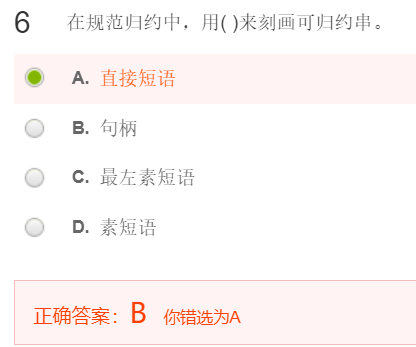 6 在规范归约中，用( )来刻画可归约串。
A. 直接短语
B. 句柄
C. 最左素短语
D. 素短语
正确答案：B 你错选为A